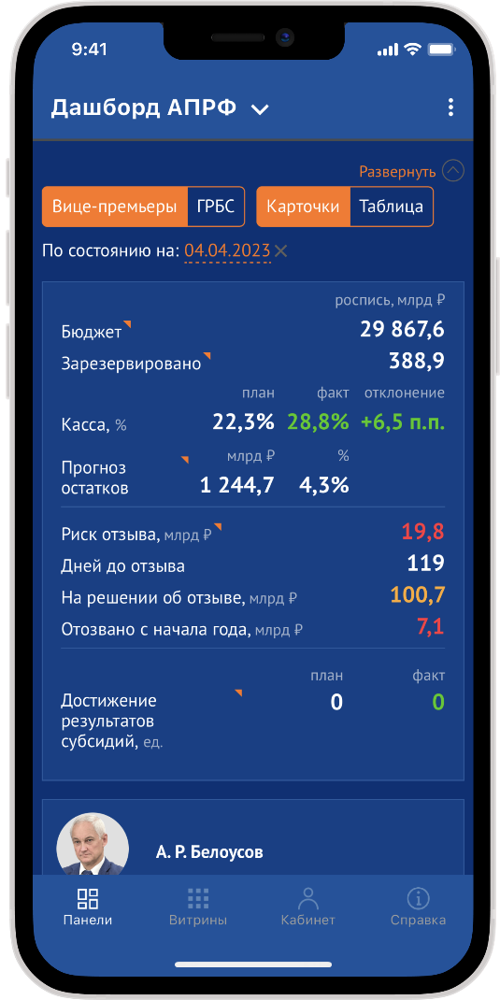 9:41
Дашборд АПРФ
Развернуть
Вице-премьеры ГРБС Карточки Таблица
По состоянию на: 04.04.2023
роспись, млрд ₽
Бюджет 29 867,6
Зарезервировано 388,9
план факт отклонение
Касса, % 22,3% 28,8% +6,5 п.п.
млрд ₽ %
Прогноз
остатков 1 244,7 4,3%
Риск отзыва, млрд ₽ 19,8
Дней до отзыва 119
На решении об отзыве, млрд ₽ 100,7
Отозвано с начала года, млрд ₽ 7,1
план факт
Достижение 0 0
результатов
субсидий, ед.
А. Р. Белоусов
Панели Витрины Кабинет Справка